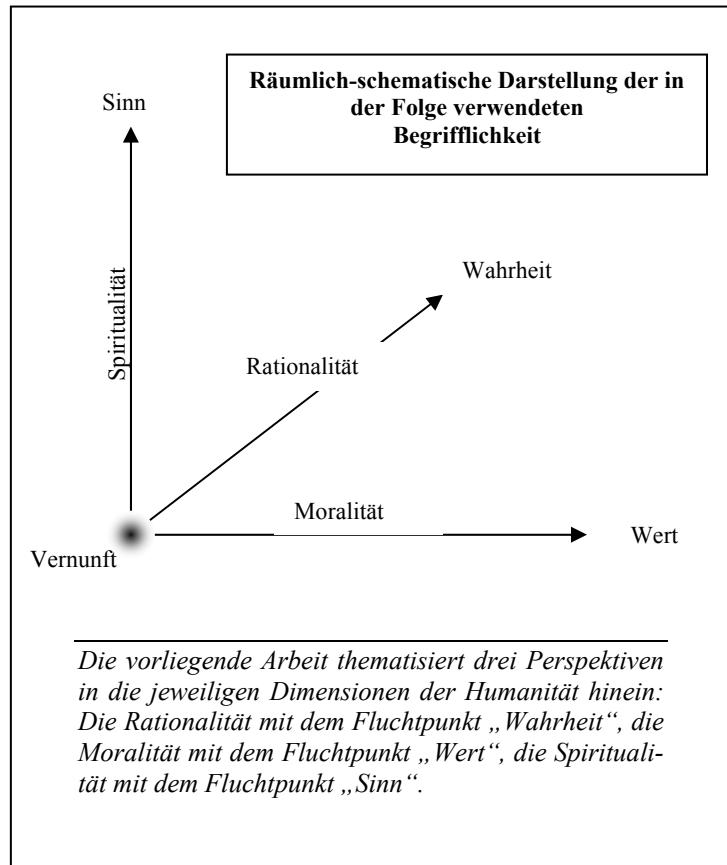 Räumlich-schematische Darstellung der in
der Folge verwendeten
Begrifflichkeit
Sinn
Spiritualität
Wahrheit
Rationalität
Moralität
Wert
Vernunft
Die vorliegende Arbeit thematisiert drei Perspektiven
in die jeweiligen Dimensionen der Humanität hinein:
Die Rationalität mit dem Fluchtpunkt „Wahrheit“, die
Moralität mit dem Fluchtpunkt „Wert“, die Spirituali-
tät mit dem Fluchtpunkt „Sinn“.